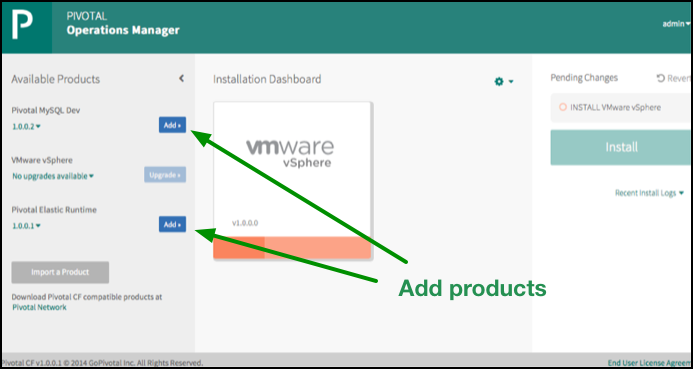 P
PIVOTAL
Operations Manager
admin
Available Products
Pivotal MySQL Dev
1.0.0.2
Add »
VMware vSphere
No upgrades available
Upgrade »
Pivotal Elastic Runtime
1.0.0.1
Add »
Import a Product
Download Pivotal CF compatible products at
Pivotal Network
Installation Dashboard
vmware
vSphere
v1.0.0.0
Add products
Pending Changes
Revert
INSTALL VMware vSphere
Install
Recent Install Logs
Pivotal CF v1.0.0.1 © 2014 GoPivotal Inc. All Rights Reserved.
End User License Agreem